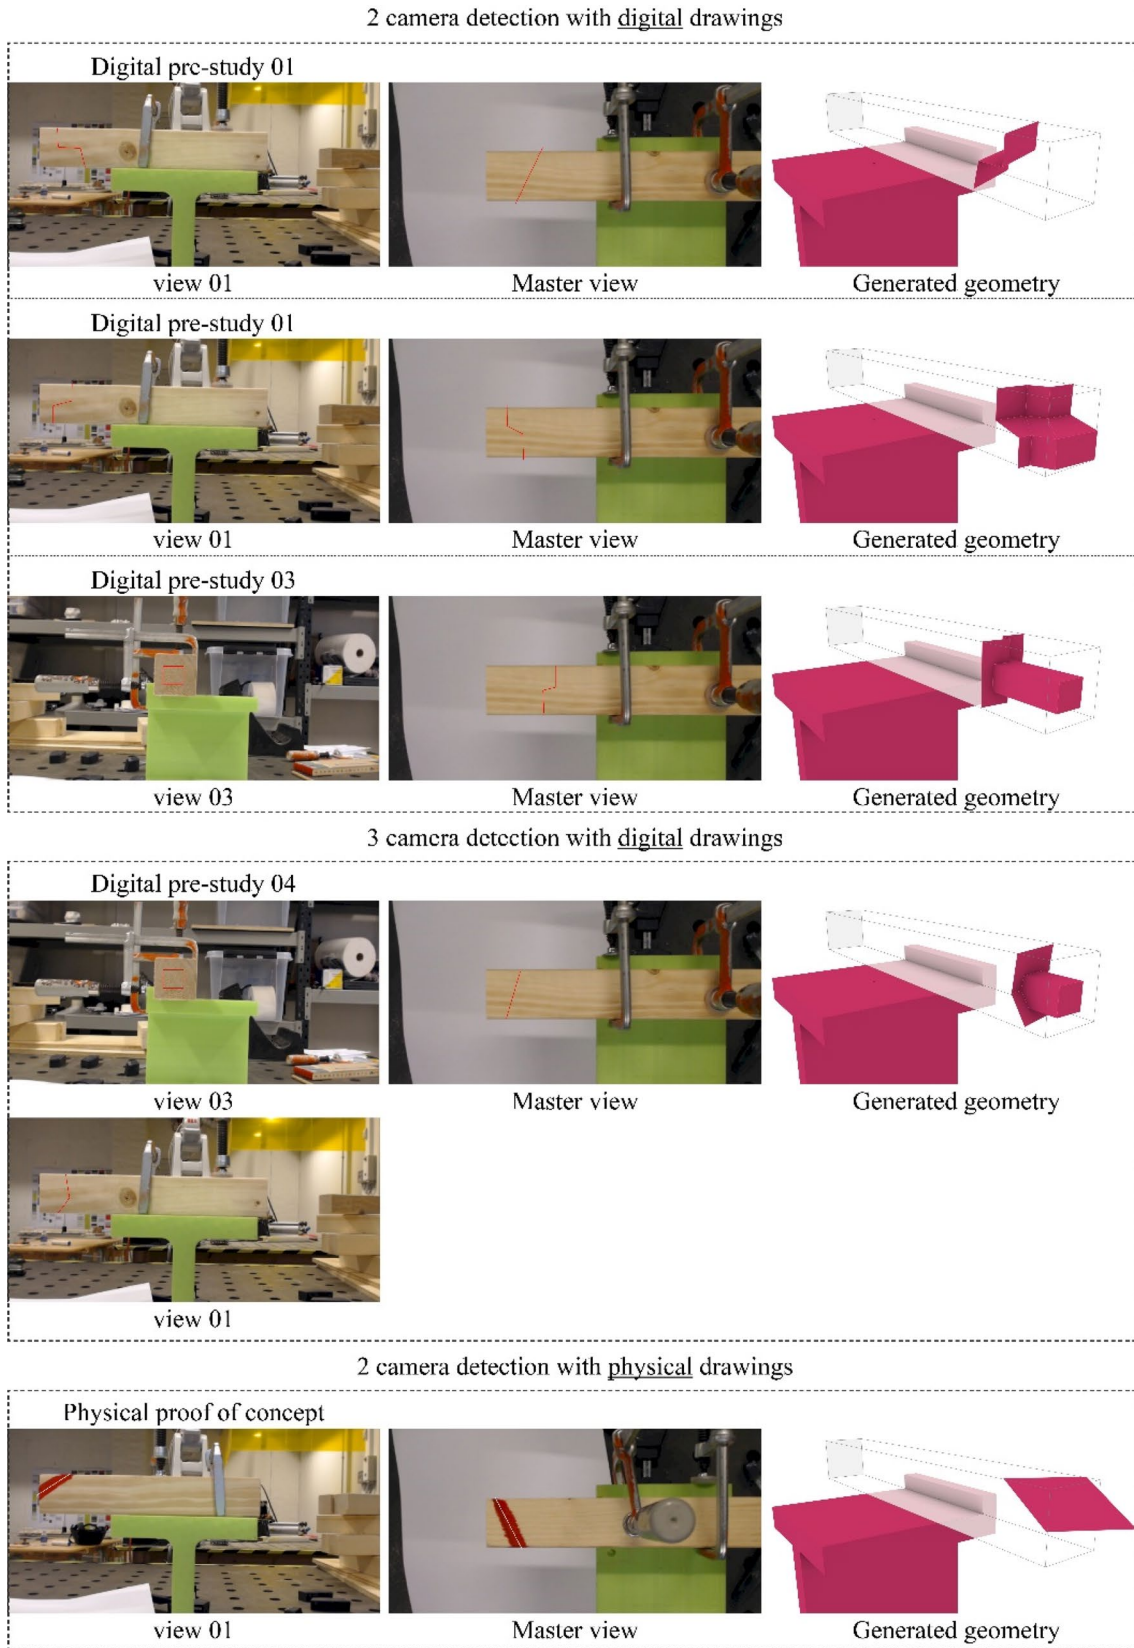 2 camera detection with digital drawings
Digital pre-study 01
view 01
Master view
Generated geometry
Digital pre-study 01
view 01
Master view
Generated geometry
Digital pre-study 03
view 03
Master view
Generated geometry
3 camera detection with digital drawings
Digital pre-study 04
view 03
Master view
Generated geometry
view 01
2 camera detection with physical drawings
Physical proof of concept
view 01
Master view
Generated geometry